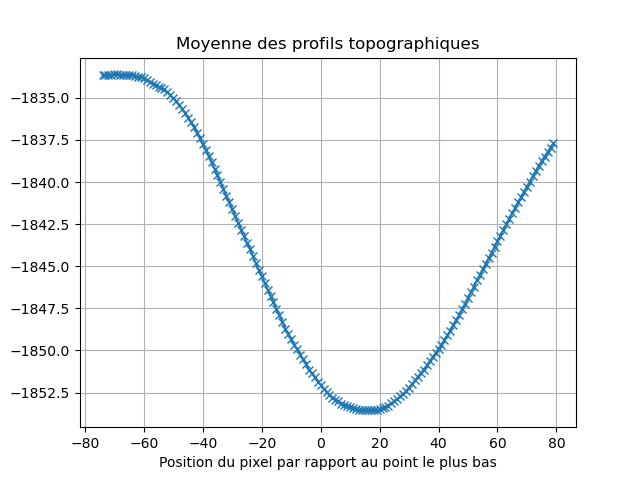 Moyenne des profils topographiques
−1835.0
−1837.5
−1840.0
−1842.5
−1845.0
−1847.5
−1850.0
−1852.5
−80 −60 −40 −20 0 20 40 60 80
Position du pixel par rapport au point le plus bas